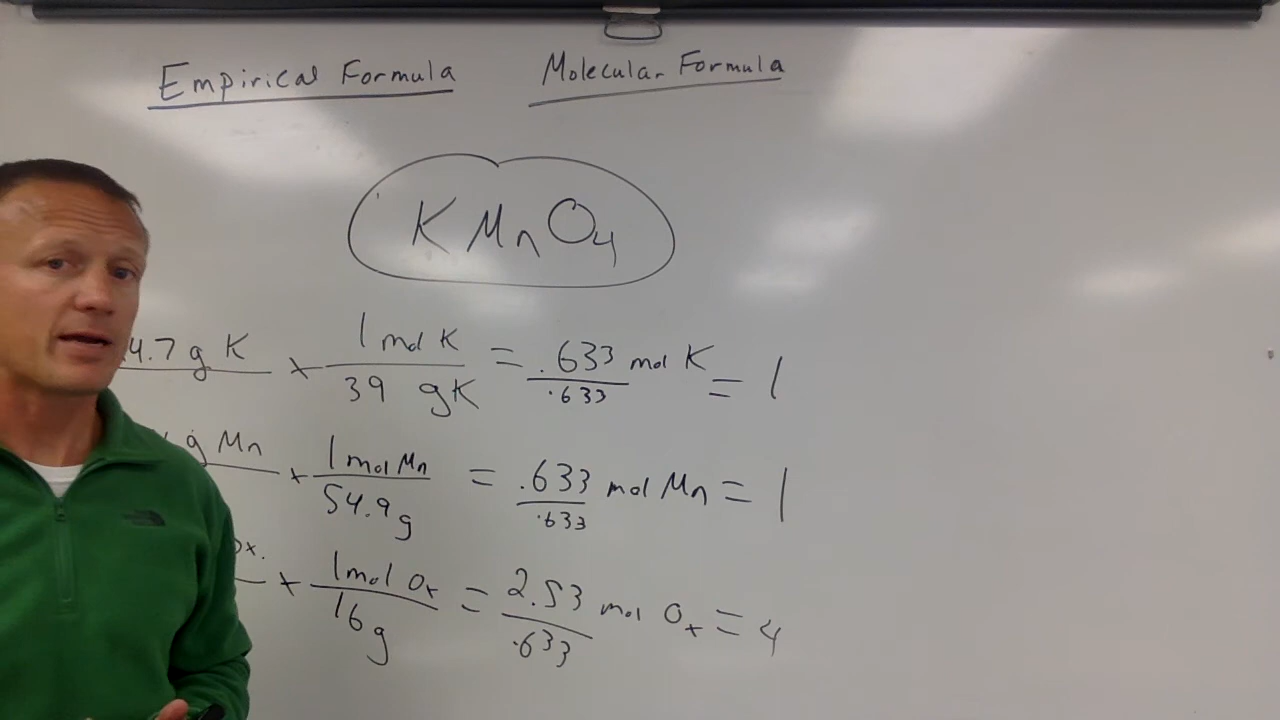 Empirical Formula Molecular Formula
KMnO4
4.7 g K × 1 mol K / 39 gK = .633 mol K / .633 = 1
g Mn × 1 mol Mn / 54.9 g = .633 mol Mn / .633 = 1
ox. × 1 mol Ox / 16 g = 2.53 mol Ox / .633 = 4